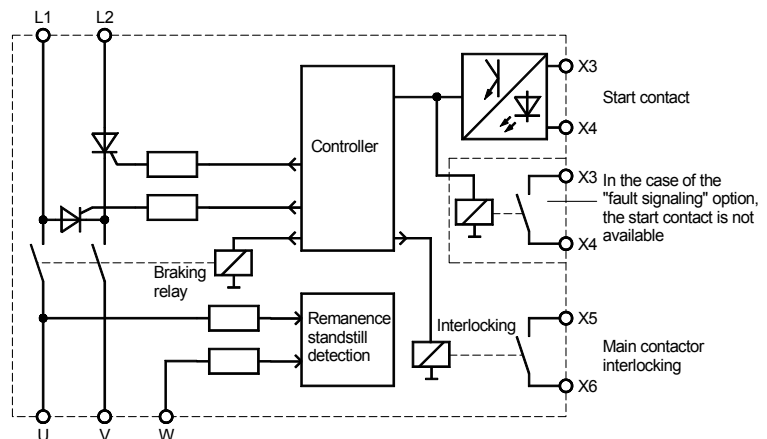 L1 L2
X3
Start contact
X4
Controller
X3
In the case of the
"fault signaling" option,
the start contact is not
available
X4
Braking
relay
Remanence
standstill
detection
Interlocking
X5
Main contactor
interlocking
X6
U V W